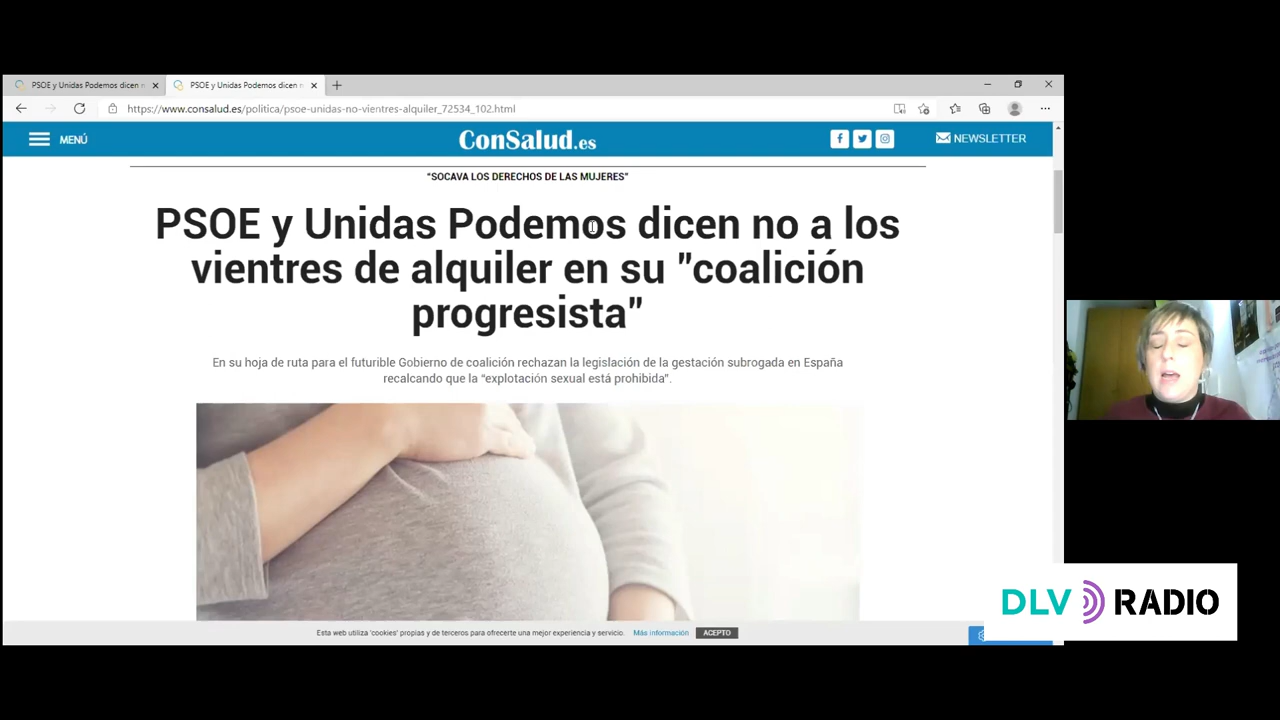 PSOE y Unidas Podemos dicen n
PSOE y Unidas Podemos dicen n
https://www.consalud.es/politica/psoe-unidas-no-vientres-alquiler_72534_102.html
MENÚ
ConSalud.es
NEWSLETTER
"SOCAVA LOS DERECHOS DE LAS MUJERES"
PSOE y Unidas Podemos dicen no a los
vientres de alquiler en su "coalición
progresista"
En su hoja de ruta para el futurible Gobierno de coalición rechazan la legislación de la gestación subrogada en España
recalcando que la "explotación sexual está prohibida".
Esta web utiliza 'cookies' propias y de terceros para ofrecerte una mejor experiencia y servicio. Más información ACEPTO
DLV RADIO